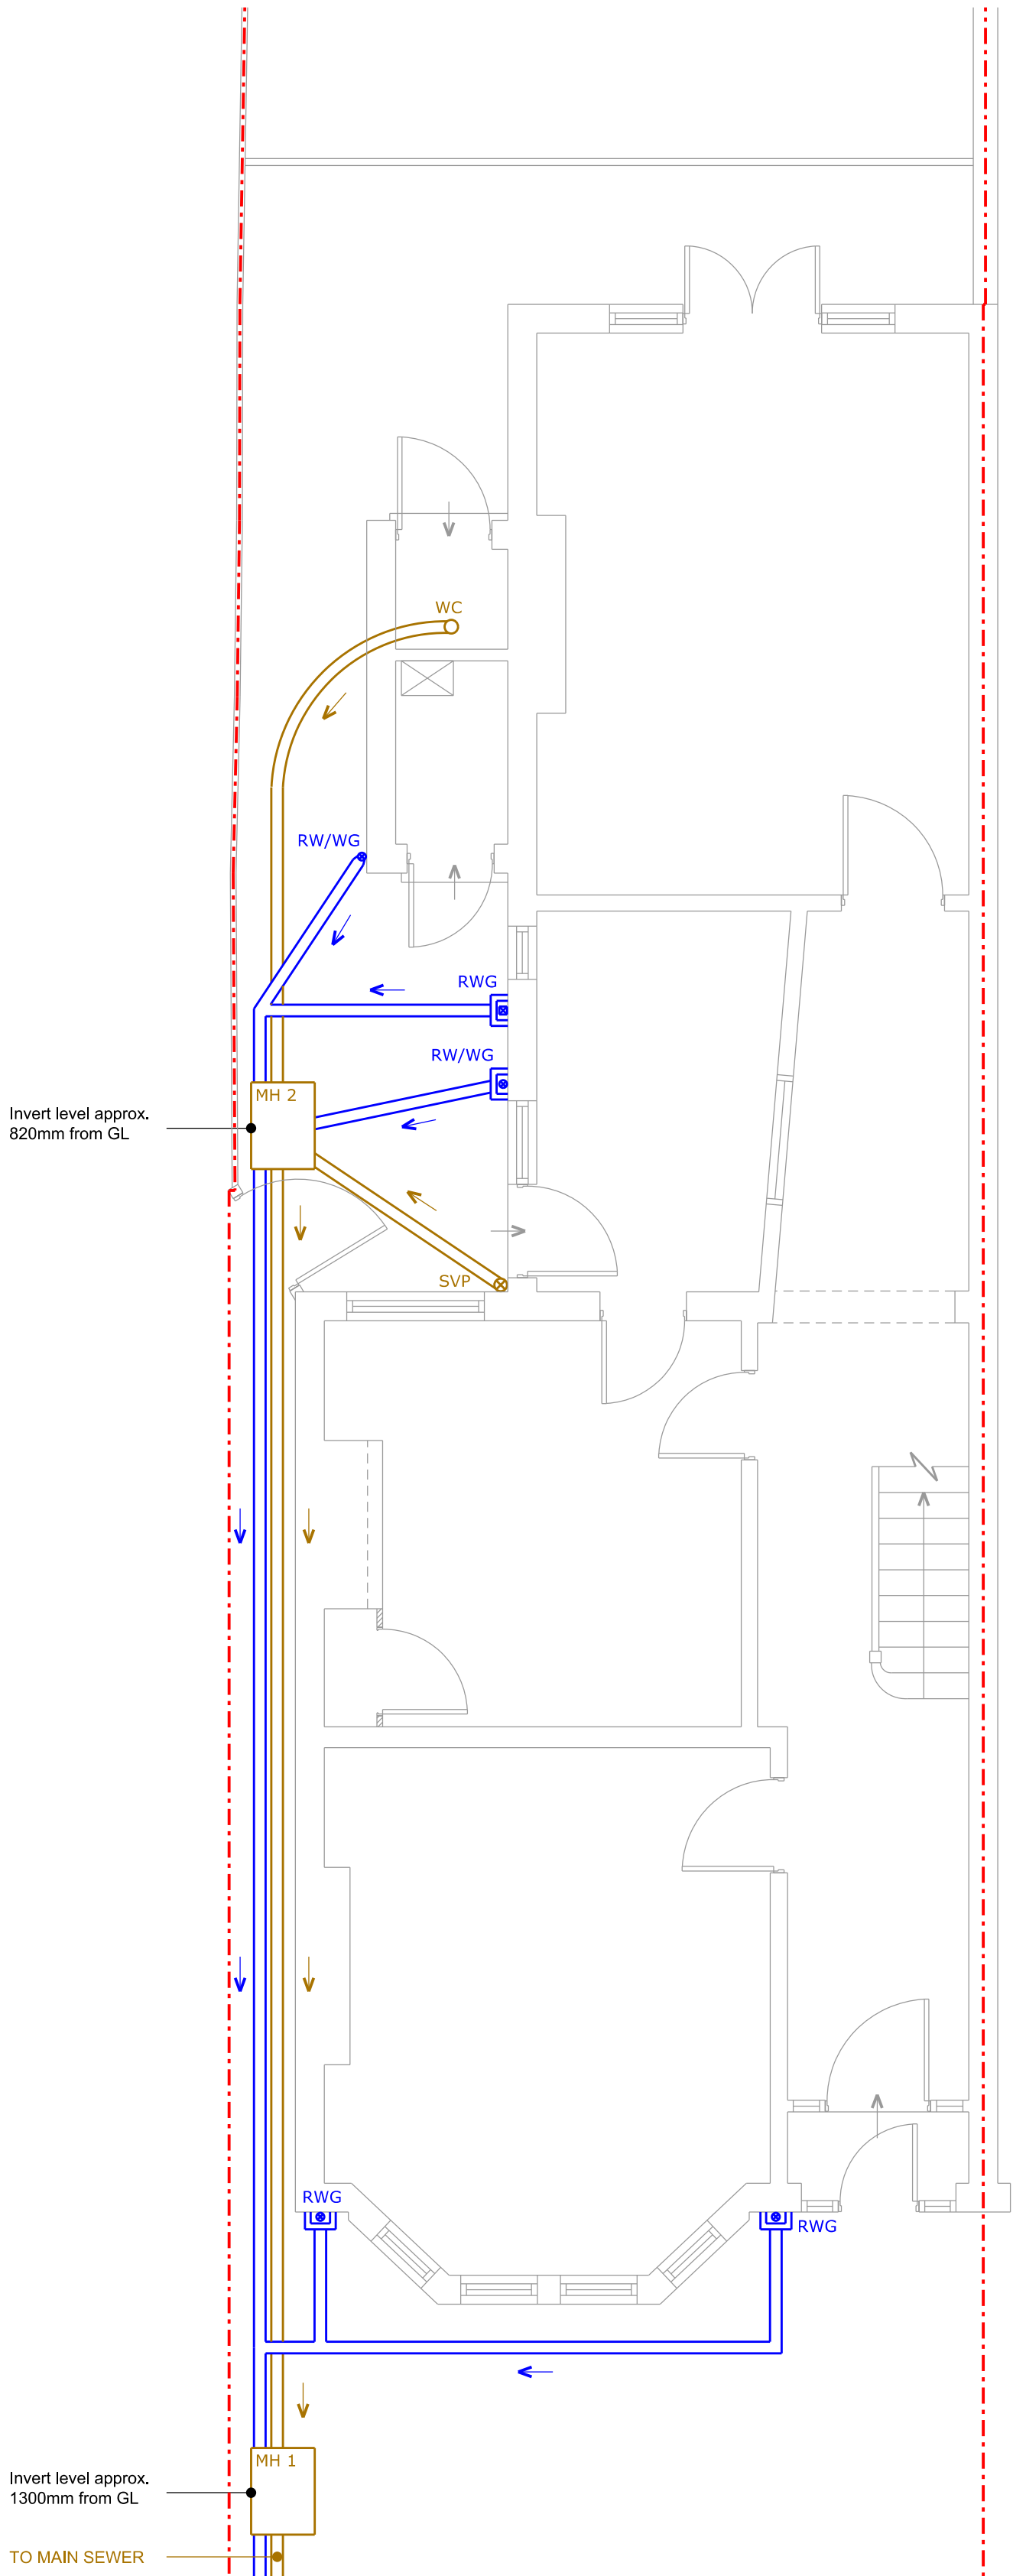 WC
RW/WG
RWG
RW/WG
MH 2
Invert level approx.
820mm from GL
SVP
RWG
RWG
MH 1
Invert level approx.
1300mm from GL
TO MAIN SEWER